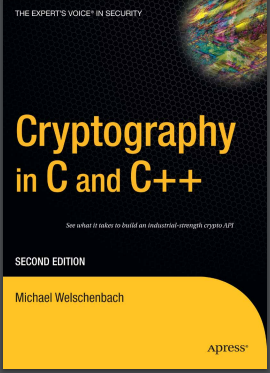 THE EXPERT'S VOICE® IN SECURITY
Cryptography
in C and C++
See what it takes to build an industrial-strength crypto API
SECOND EDITION
Michael Welschenbach
Apress®